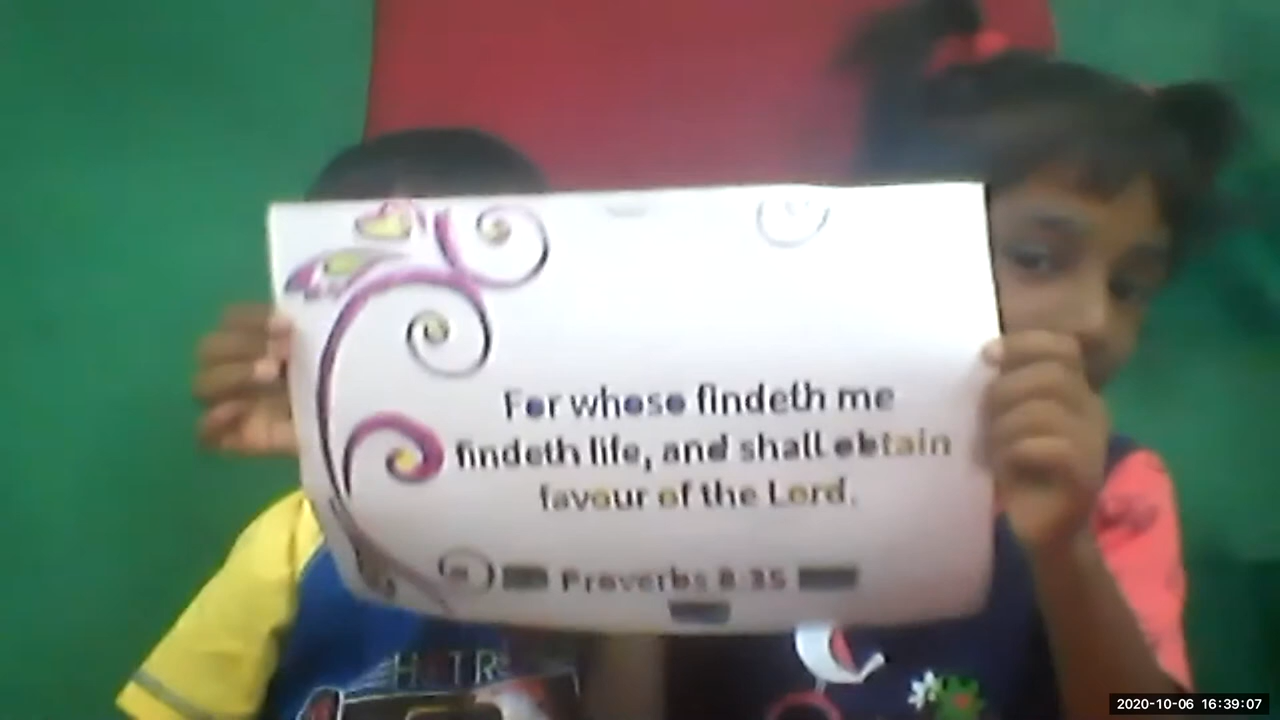 For whoso findeth me
findeth life, and shall obtain
favour of the Lord.
Proverbs 8:35
2020-10-06 16:39:07